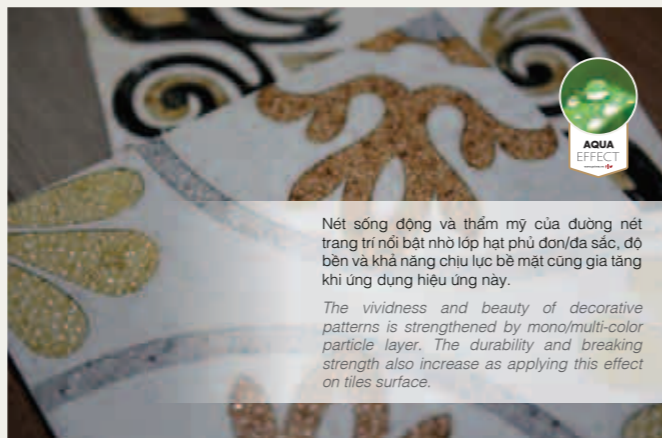 AQUA
EFFECT
Nét sống động và thẩm mỹ của đường nét
trang trí nổi bật nhờ lóp hạt phủ đơn/đa sắc, độ
bền và khả năng chịu lực bề mặt cũng gia tăng
khi ứng dụng hiệu ứng này.
The vividness and beauty of decorative
patterns is strengthened by mono/multi-color
particle layer. The durability and breaking
strength also increase as applying this effect
on tiles surface.